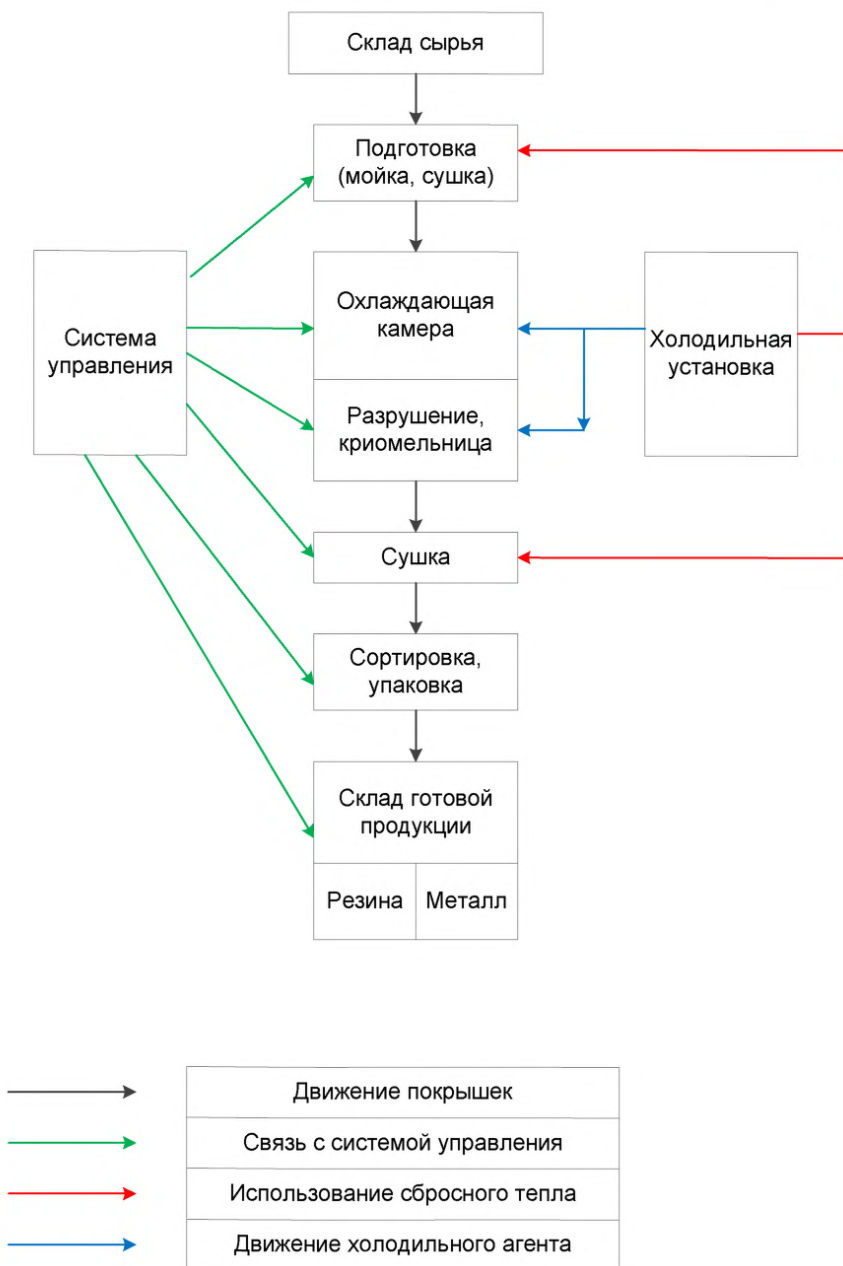 Склад сырья
Подготовка
(мойка, сушка)
Система
управления
Охлаждающая
камера
Холодильная
установка
Разрушение,
криомельница
Сушка
Сортировка,
упаковка
Склад готовой
продукции
Резина
Металл
Движение покрышек
Связь с системой управления
Использование сбросного тепла
Движение холодильного агента